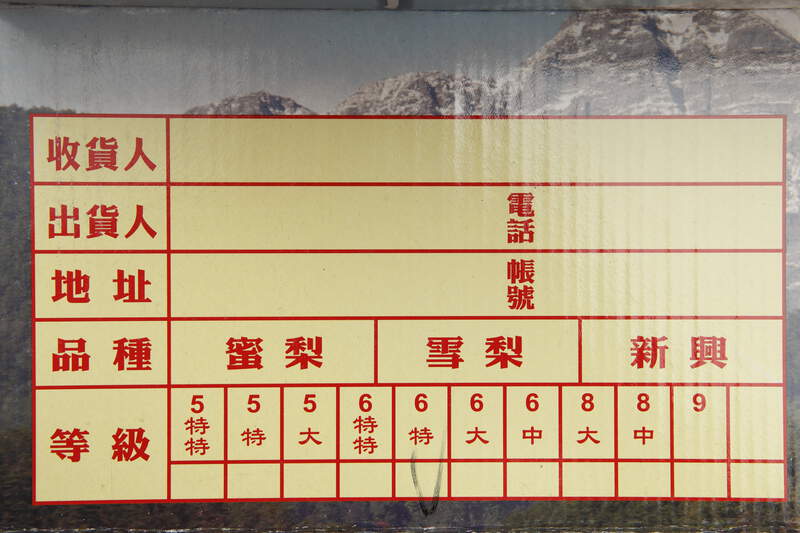 收貨人
出貨人 電話
地址 帳號
品種 蜜梨 雪梨 新興
等級 5特特 5特 5大 6特特 6特 6大 6中 8大 8中 9